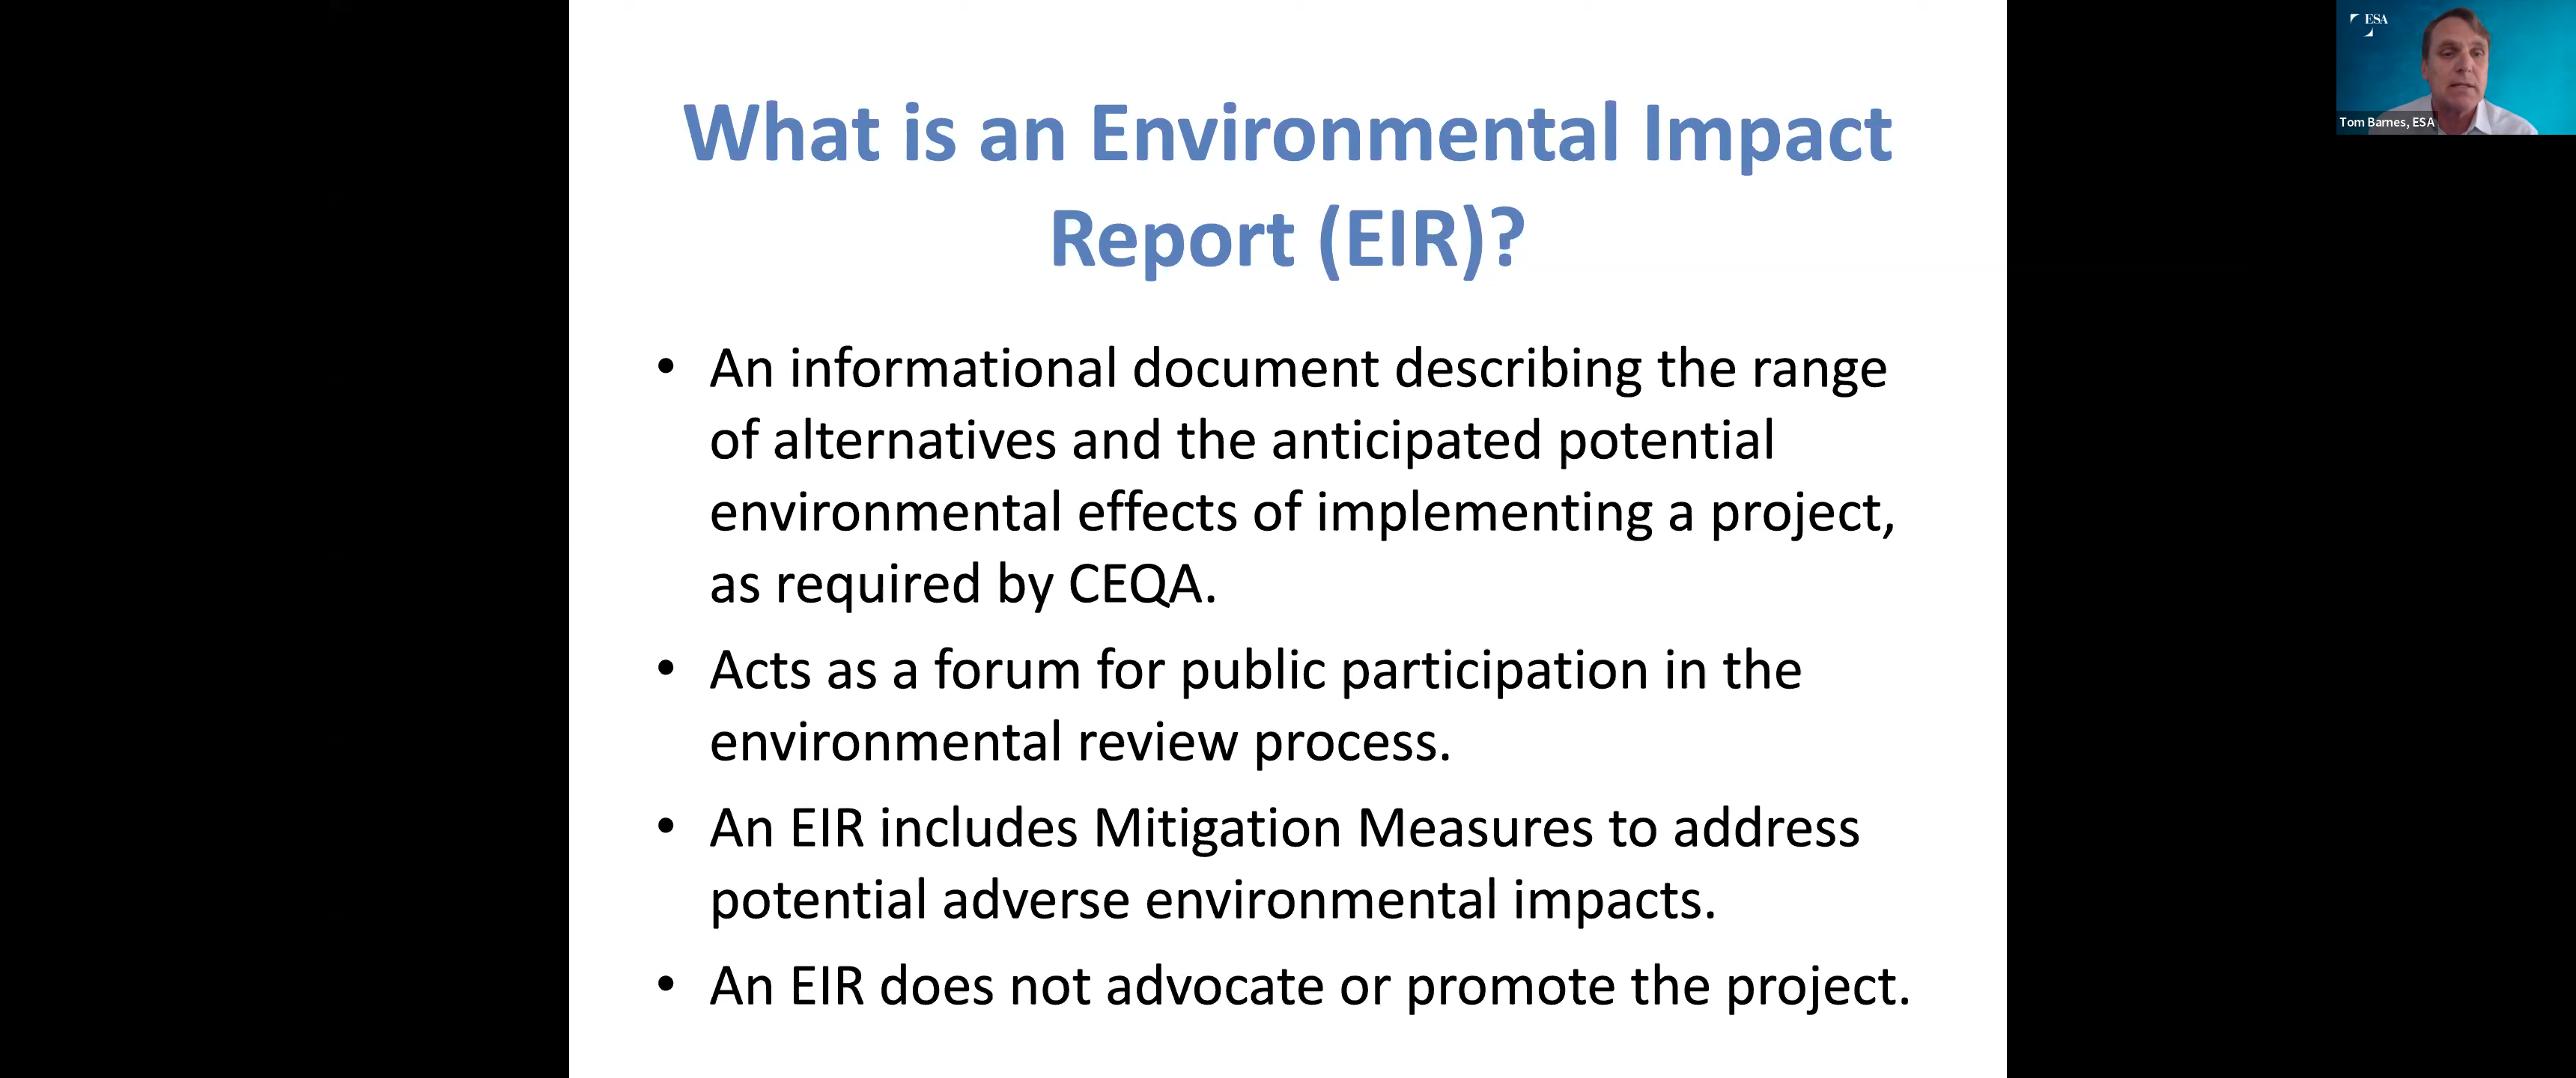 What is an Environmental Impact
Report (EIR)?
• An informational document describing the range
of alternatives and the anticipated potential
environmental effects of implementing a project,
as required by CEQA.
• Acts as a forum for public participation in the
environmental review process.
• An EIR includes Mitigation Measures to address
potential adverse environmental impacts.
• An EIR does not advocate or promote the project.
ESA
Tom Barnes, ESA